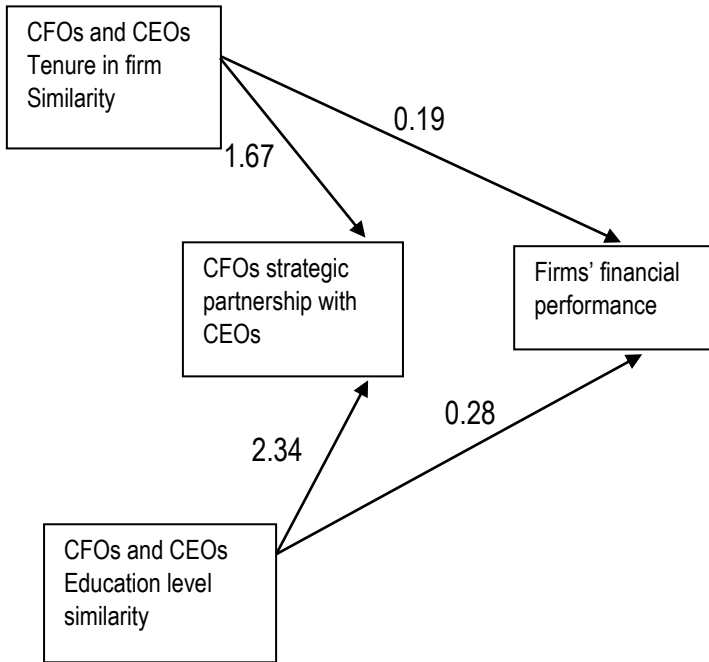 CFOs and CEOs
Tenure in firm
Similarity
0.19
1.67
CFOs strategic
partnership with
CEOs
Firms’ financial
performance
0.28
2.34
CFOs and CEOs
Education level
similarity